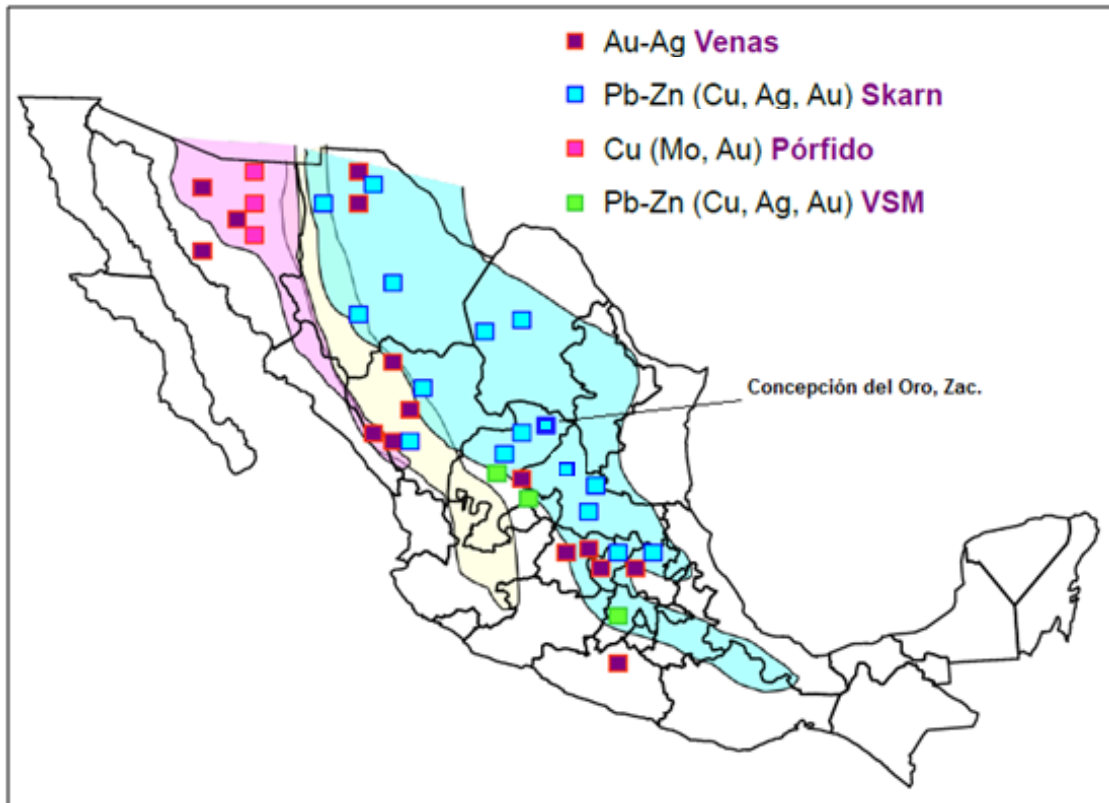 Au-Ag Venas
Pb-Zn (Cu, Ag, Au) Skarn
Cu (Mo, Au) Pórfido
Pb-Zn (Cu, Ag, Au) VSM
Concepción del Oro, Zac.